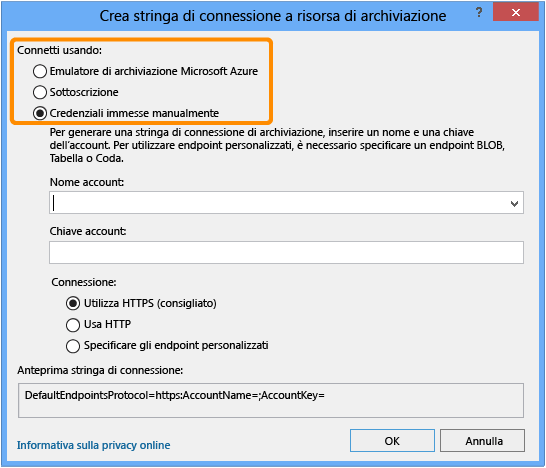 Crea stringa di connessione a risorsa di archiviazione
?
Connetti usando:
Emulatore di archiviazione Microsoft Azure
Sottoscrizione
Credenziali immesse manualmente
Per generare una stringa di connessione di archiviazione, inserire un nome e una chiave
dell'account. Per utilizzare endpoint personalizzati, è necessario specificare un endpoint BLOB,
Tabella o Coda.
Nome account:
Chiave account:
Connessione:
Utilizza HTTPS (consigliato)
Usa HTTP
Specificare gli endpoint personalizzati
Anteprima stringa di connessione:
DefaultEndpointsProtocol=https:AccountName=;AccountKey=
Informativa sulla privacy online
OK
Annulla